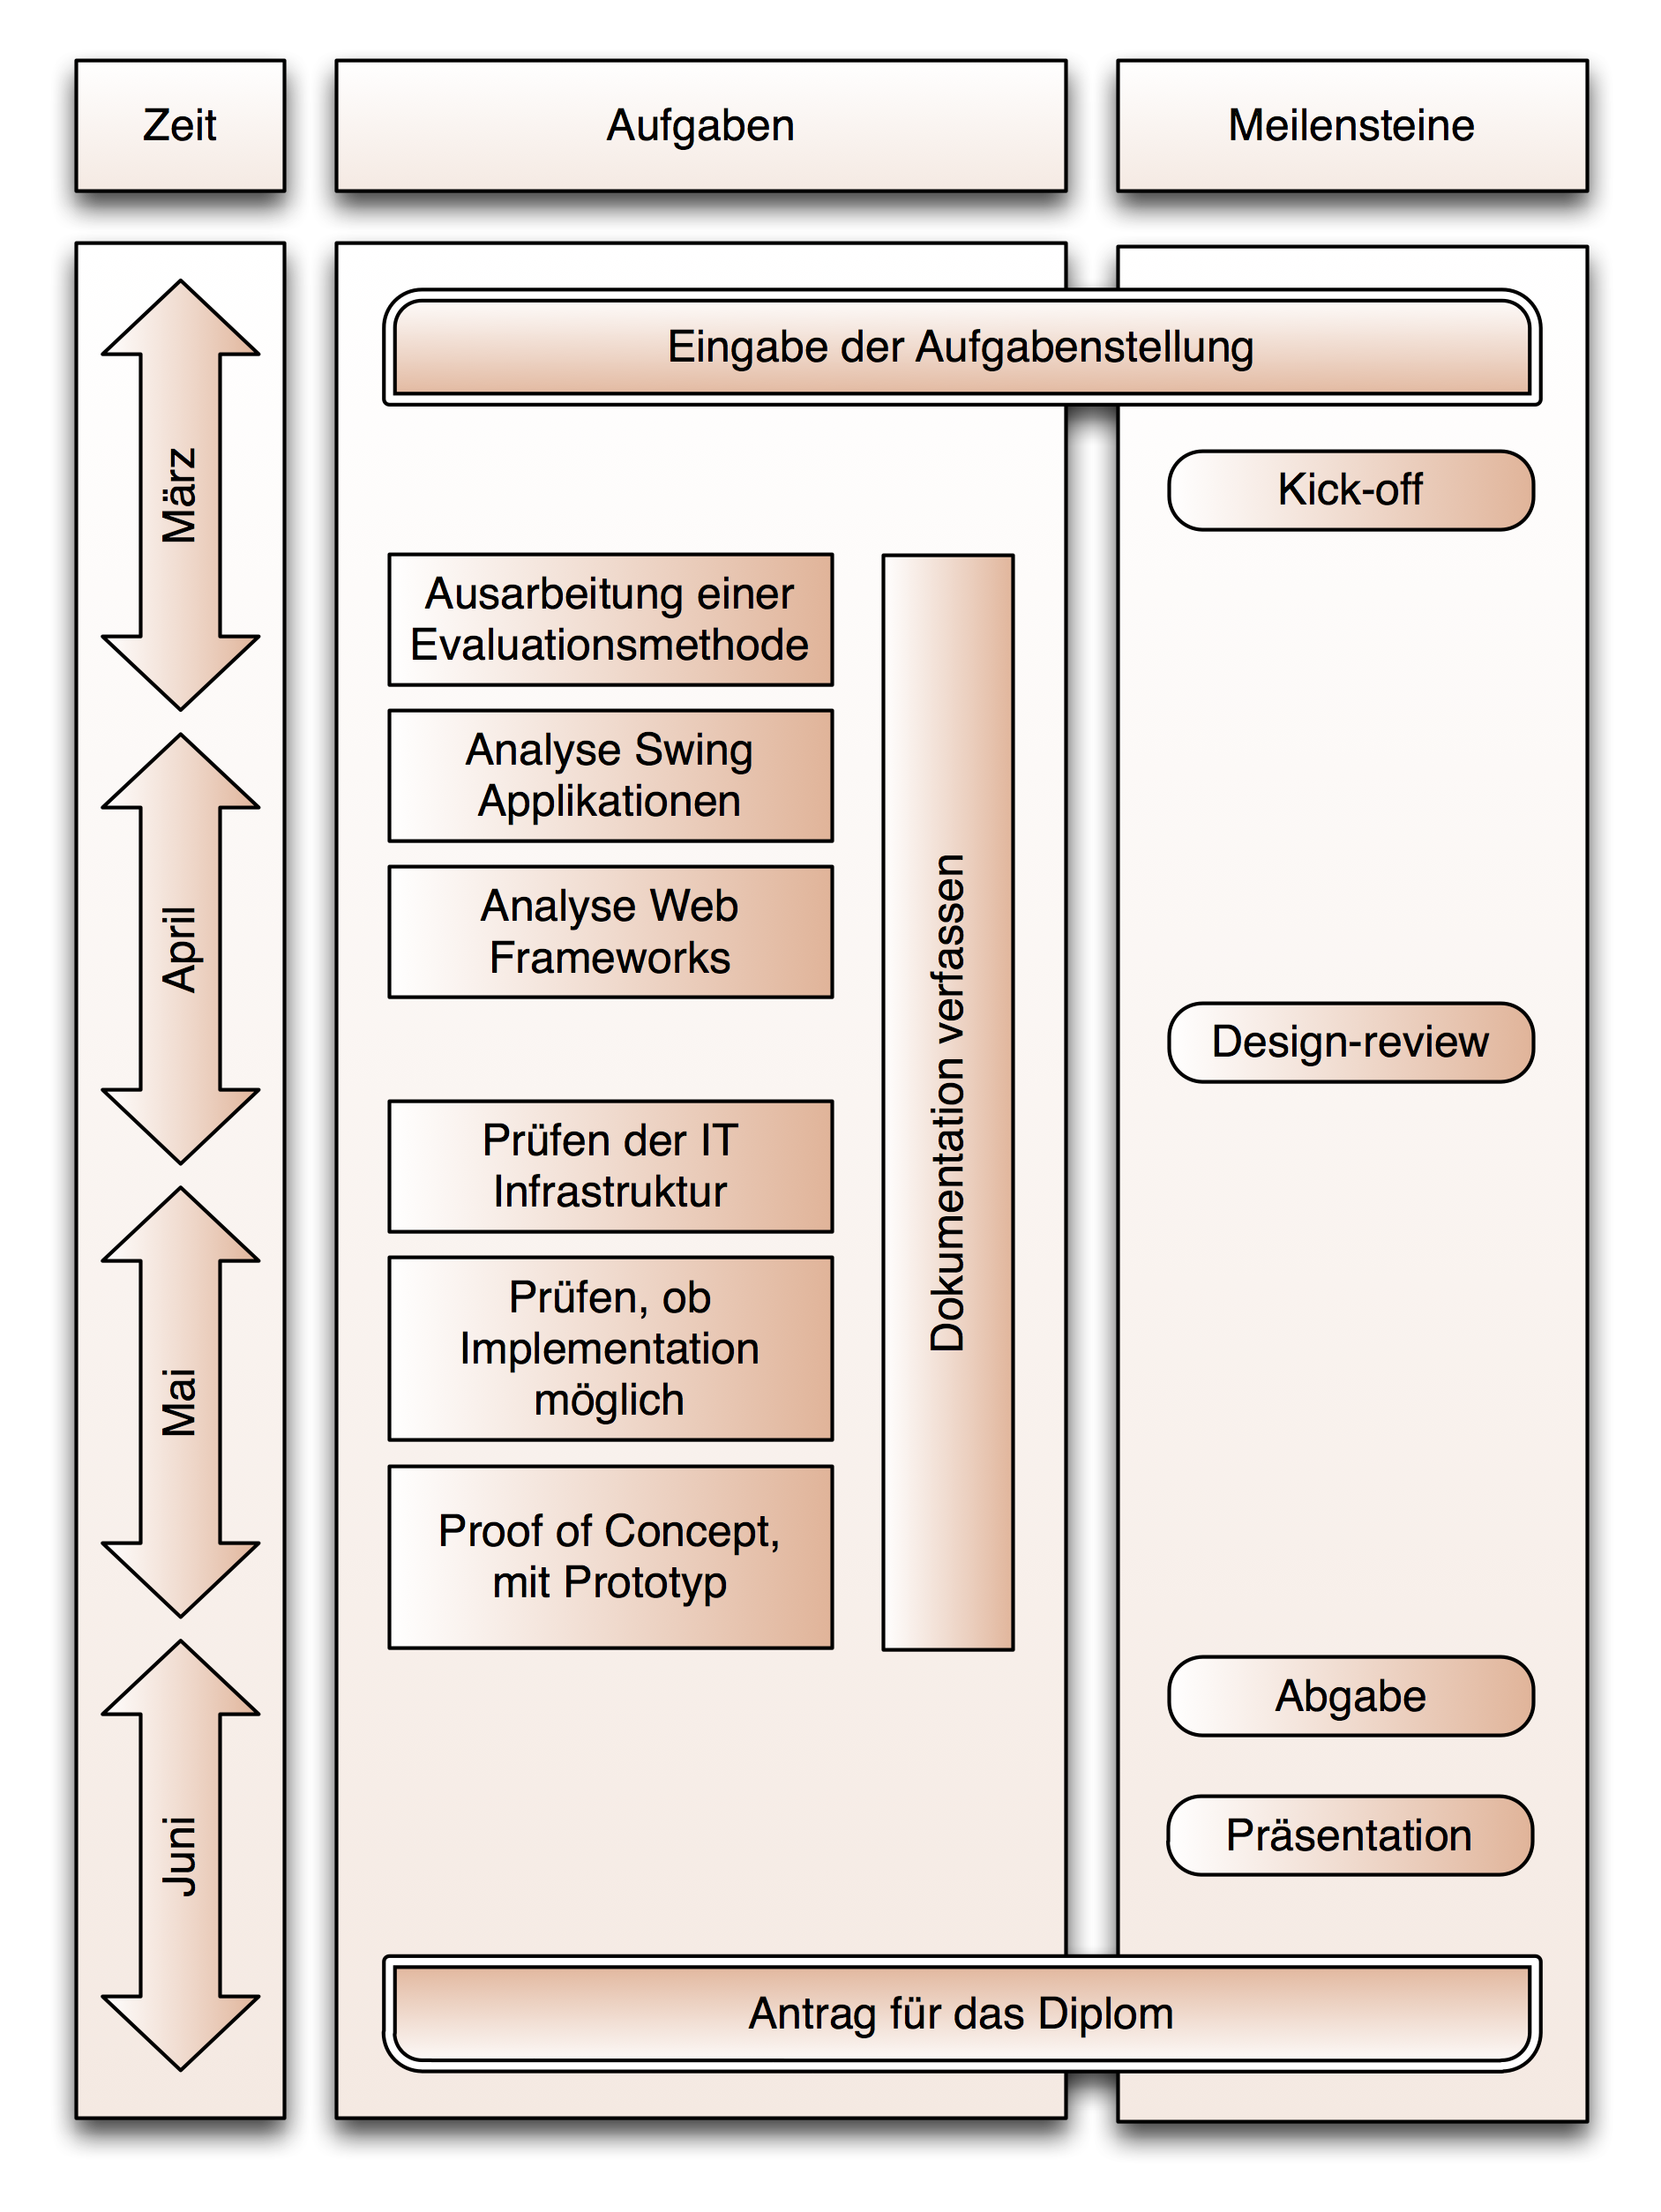 Zeit
Aufgaben
Meilensteine
Eingabe der Aufgabenstellung
März
Kick-off
Ausarbeitung einer
Evaluationsmethode
Analyse Swing
Applikationen
Analyse Web
Frameworks
April
Dokumentation verfassen
Design-review
Prüfen der IT
Infrastruktur
Prüfen, ob
Implementation
möglich
Mai
Proof of Concept,
mit Prototyp
Abgabe
Präsentation
Juni
Antrag für das Diplom